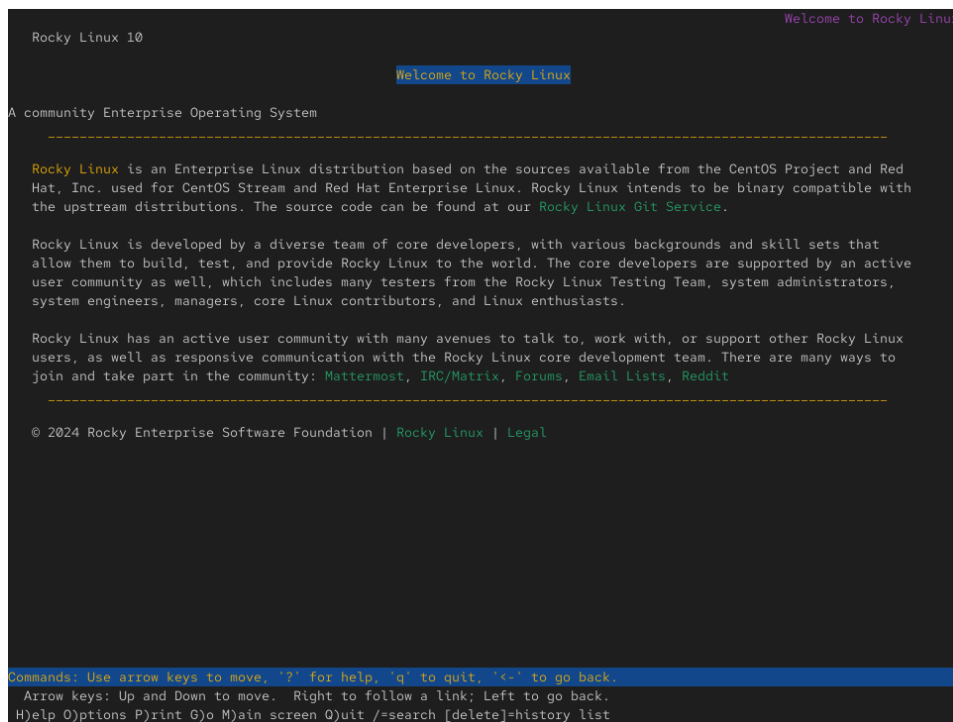 Welcome to Rocky Linux
Rocky Linux 10
Welcome to Rocky Linux
A community Enterprise Operating System
Rocky Linux is an Enterprise Linux distribution based on the sources available from the CentOS Project and Red
Hat, Inc. used for CentOS Stream and Red Hat Enterprise Linux. Rocky Linux intends to be binary compatible with
the upstream distributions. The source code can be found at our Rocky Linux Git Service.
Rocky Linux is developed by a diverse team of core developers, with various backgrounds and skill sets that
allow them to build, test, and provide Rocky Linux to the world. The core developers are supported by an active
user community as well, which includes many testers from the Rocky Linux Testing Team, system administrators,
system engineers, managers, core Linux contributors, and Linux enthusiasts.
Rocky Linux has an active user community with many avenues to talk to, work with, or support other Rocky Linux
users, as well as responsive communication with the Rocky Linux core development team. There are many ways to
join and take part in the community: Mattermost, IRC/Matrix, Forums, Email Lists, Reddit
© 2024 Rocky Enterprise Software Foundation | Rocky Linux | Legal
Commands: Use arrow keys to move, '?' for help, 'q' to quit, '<-' to go back.
Arrow keys: Up and Down to move. Right to follow a link; Left to go back.
H)elp O)ptions P)rint G)o M)ain screen Q)uit /=search [delete]=history list